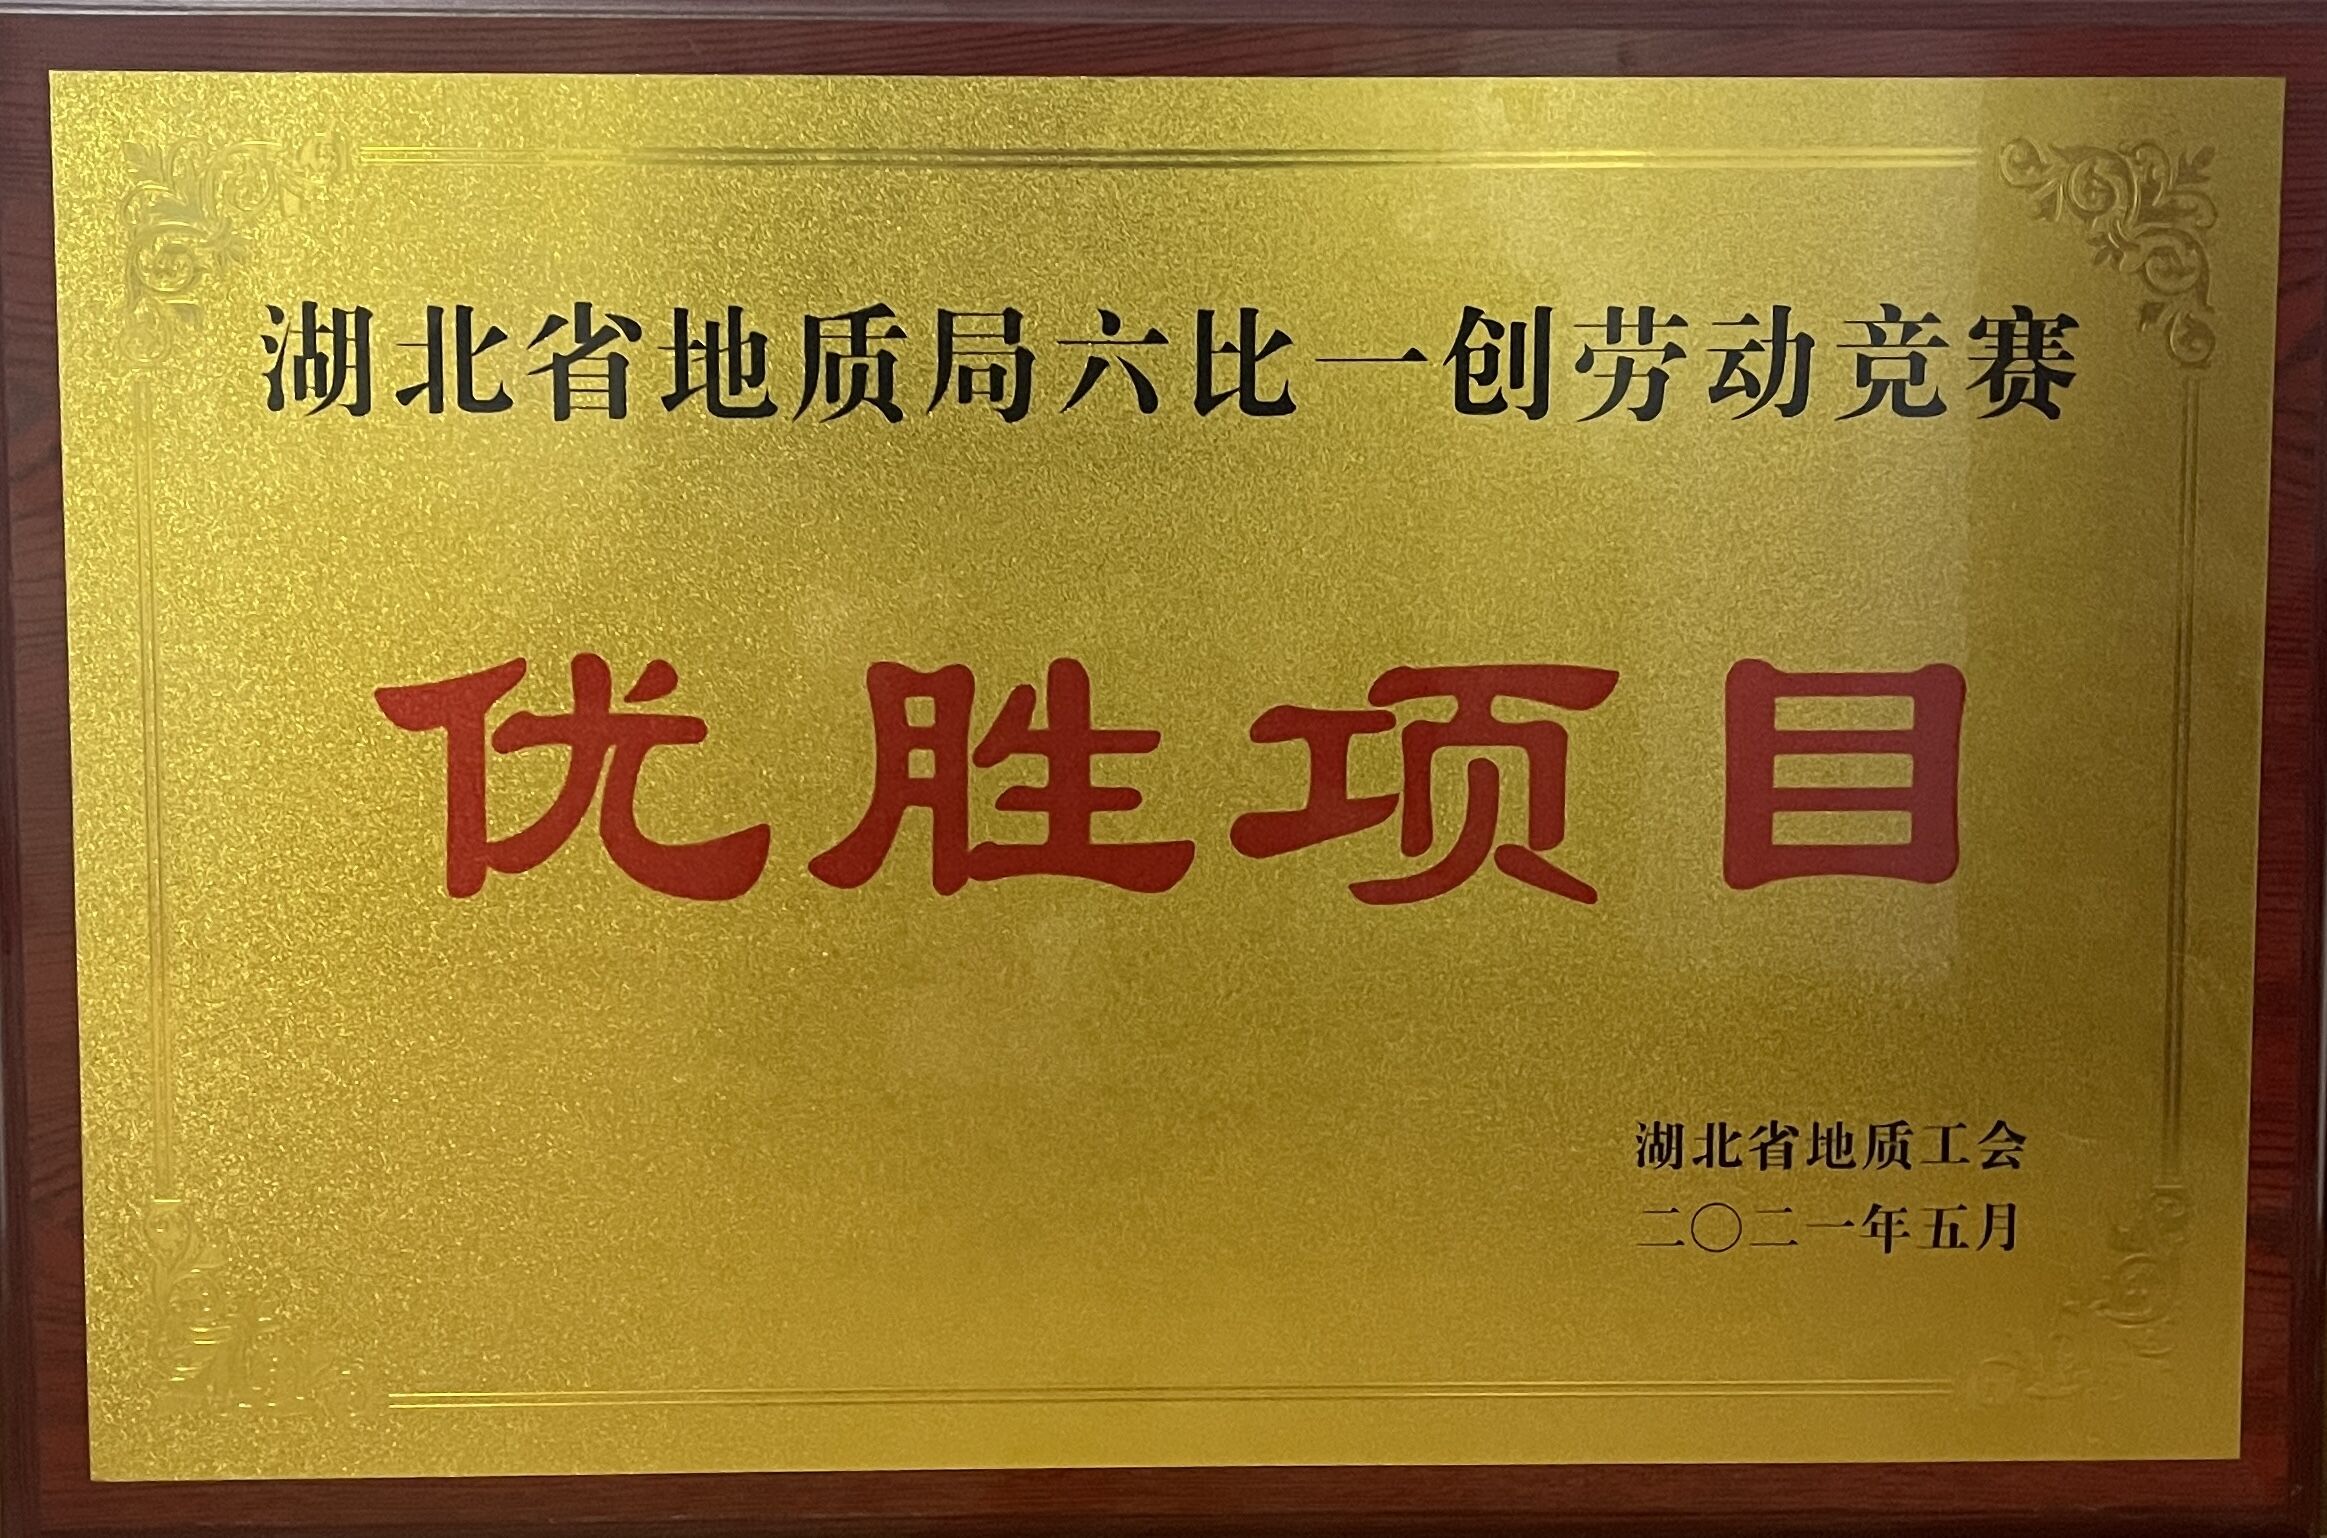 湖北省地质局六比一创劳动竞赛
优胜项目
湖北省地质工会
二〇二一年五月